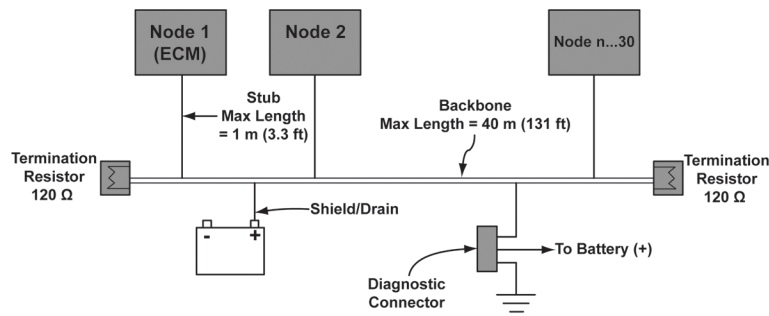 Node 1
(ECM)
Node 2
Node n...30
Stub
Max Length
= 1 m (3.3 ft)
Backbone
Max Length = 40 m (131 ft)
Termination
Resistor
120 Ω
Termination
Resistor
120 Ω
Shield/Drain
- +
To Battery (+)
Diagnostic
Connector